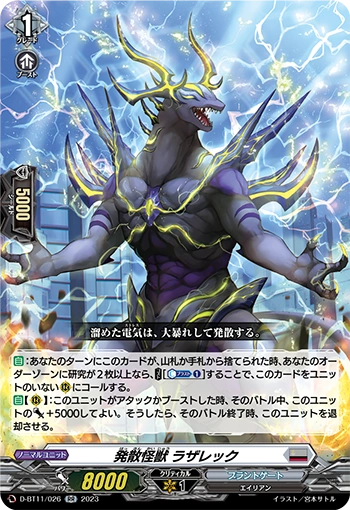 1
グレード
ブースト
5000
シールド
溜めた電気は、大暴れして発散する。
ストレス
自:あなたのターンにこのカードが、山札か手札から捨てられた時、あなたのオーダーゾーンに研究が2枚以上なら、[ブラスト 1]することで、このカードをユニットのいないRにコールする。
自【R】:このユニットがアタックかブーストした時、そのバトル中、このユニットの+5000してよい。そうしたら、そのバトル終了時、このユニットを退却させる。
ノーマルユニット
発散怪獣 ラザレック
パワー
8000
クリティカル
1
ブラントゲート
エイリアン
D-BT11/026 RR 2023
イラスト/宮本サトル